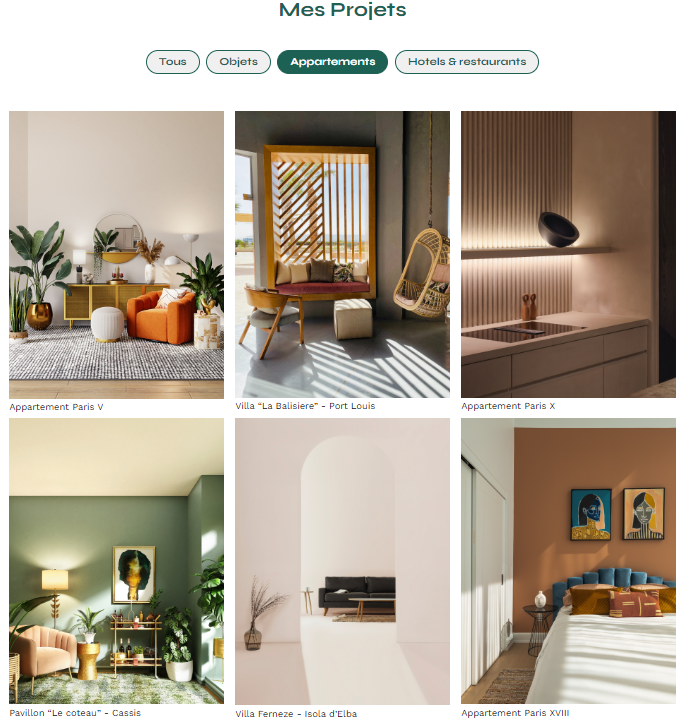 Mes Projets
Tous
Objets
Appartements
Hotels & restaurants
Appartement Paris V
Villa “La Balisiere” - Port Louis
Appartement Paris X
Pavillon “Le coteau” - Cassis
Villa Ferneze - Isola d’Elba
Appartement Paris XVIII